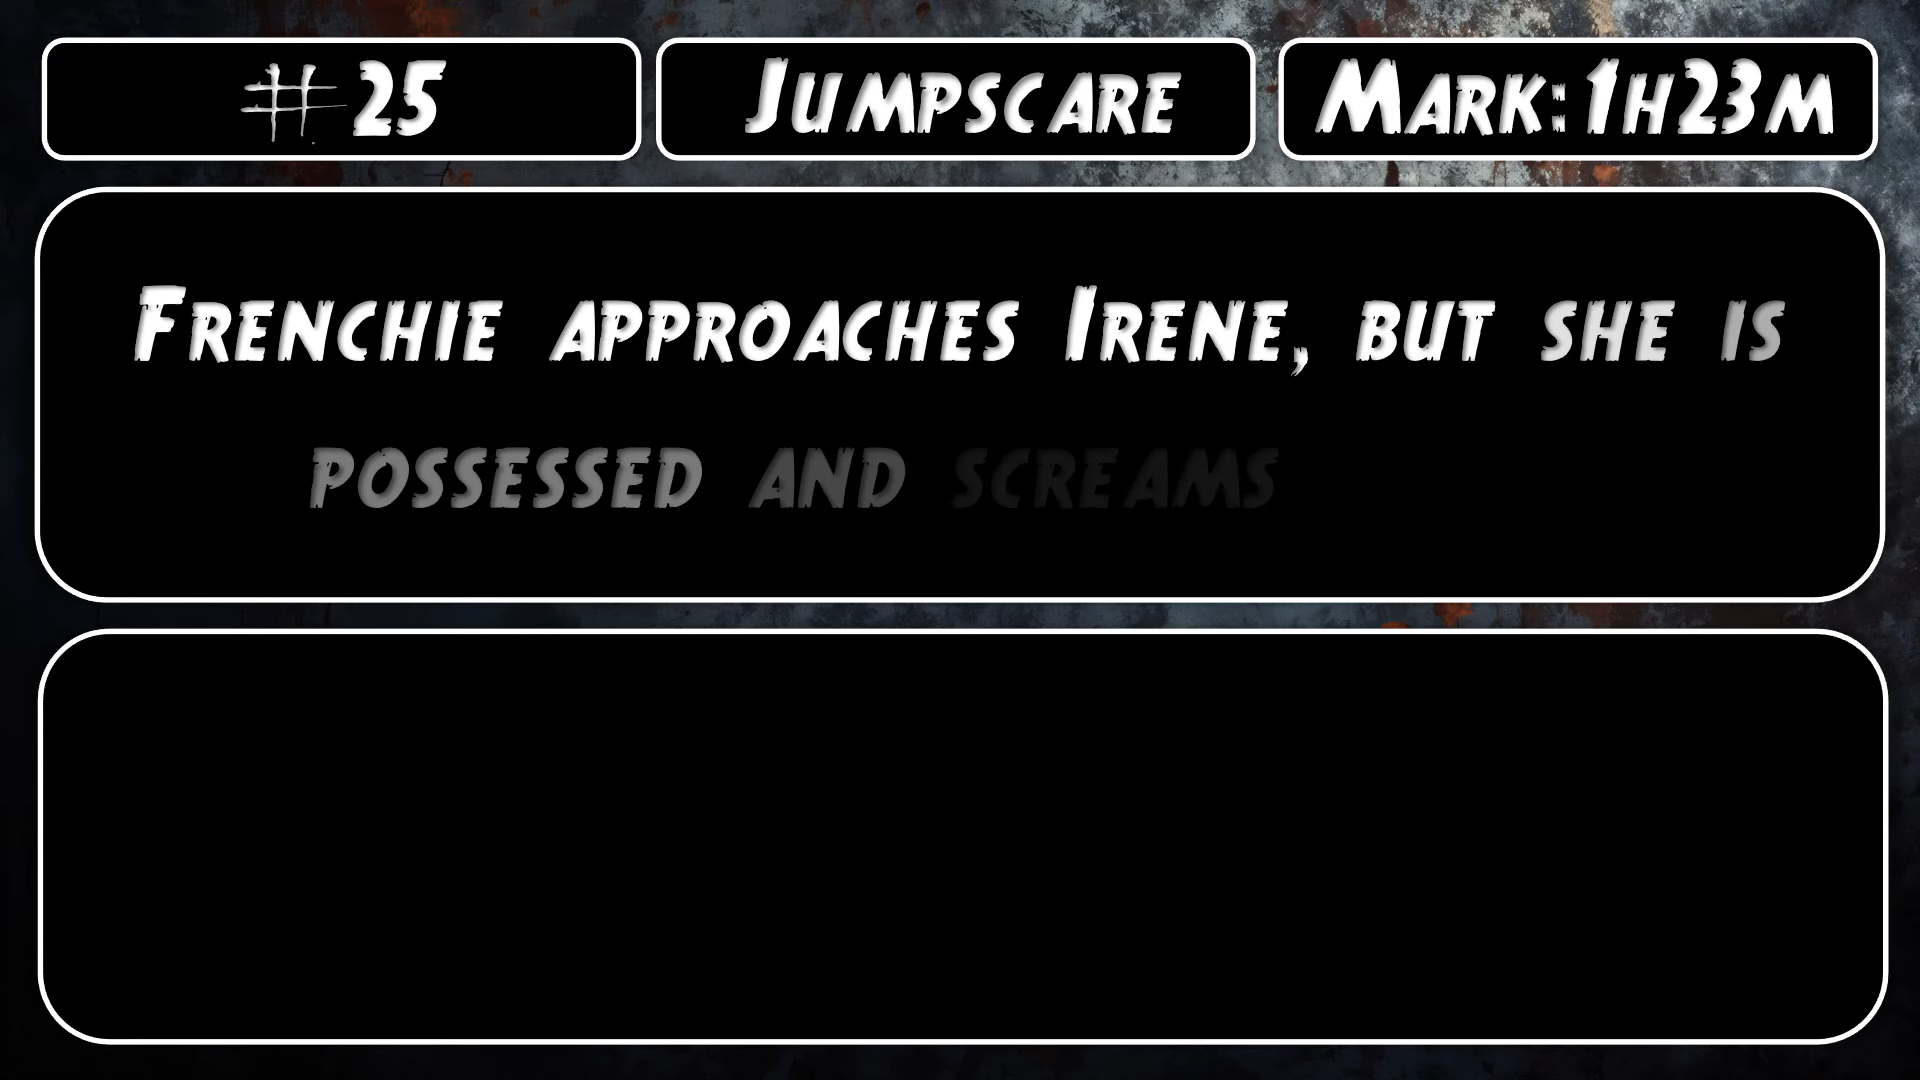 #25
Jumpscare
Mark: 1h23m
Frenchie approaches Irene, but she is
possessed and screams